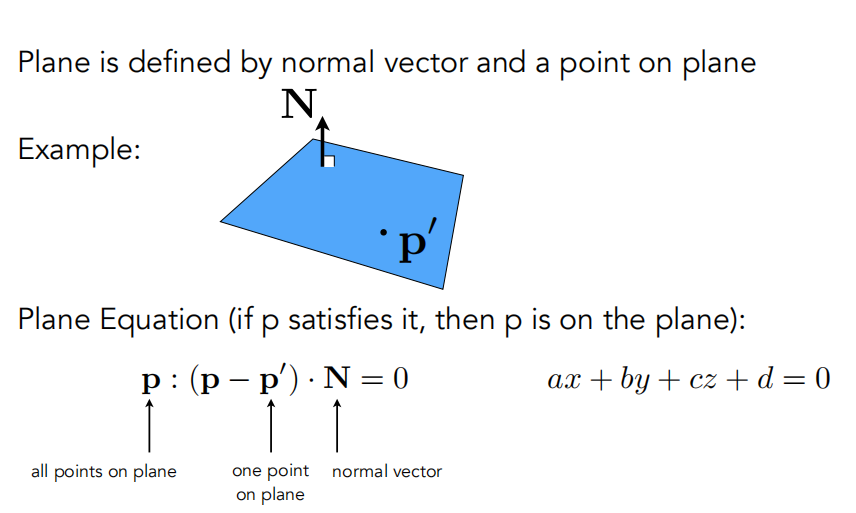 Plane is defined by normal vector and a point on plane
N
Example:
p′
Plane Equation (if p satisfies it, then p is on the plane):
p : (p − p′) · N = 0
ax + by + cz + d = 0
all points on plane
one point
on plane
normal vector